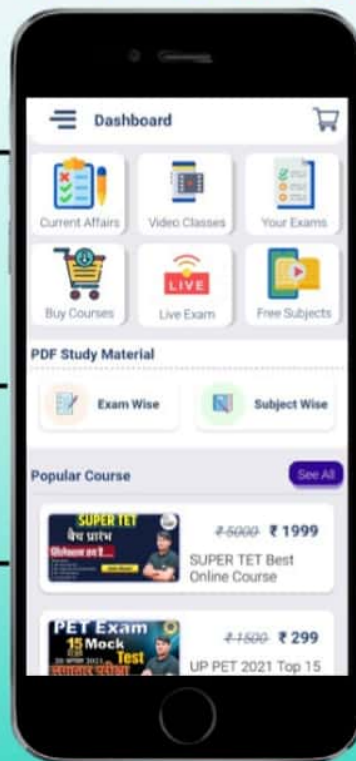 Dashboard
Current Affairs
Video Classes
Your Exams
Buy Courses
LIVE
Live Exam
Free Subjects
PDF Study Material
Exam Wise
Subject Wise
Popular Course
See All
SUPER TET
बैच प्रारंभ
₹ 5000 ₹ 1999
SUPER TET Best
Online Course
PET Exam
15 Mock
Test
₹ 1500 ₹ 299
UP PET 2021 Top 15